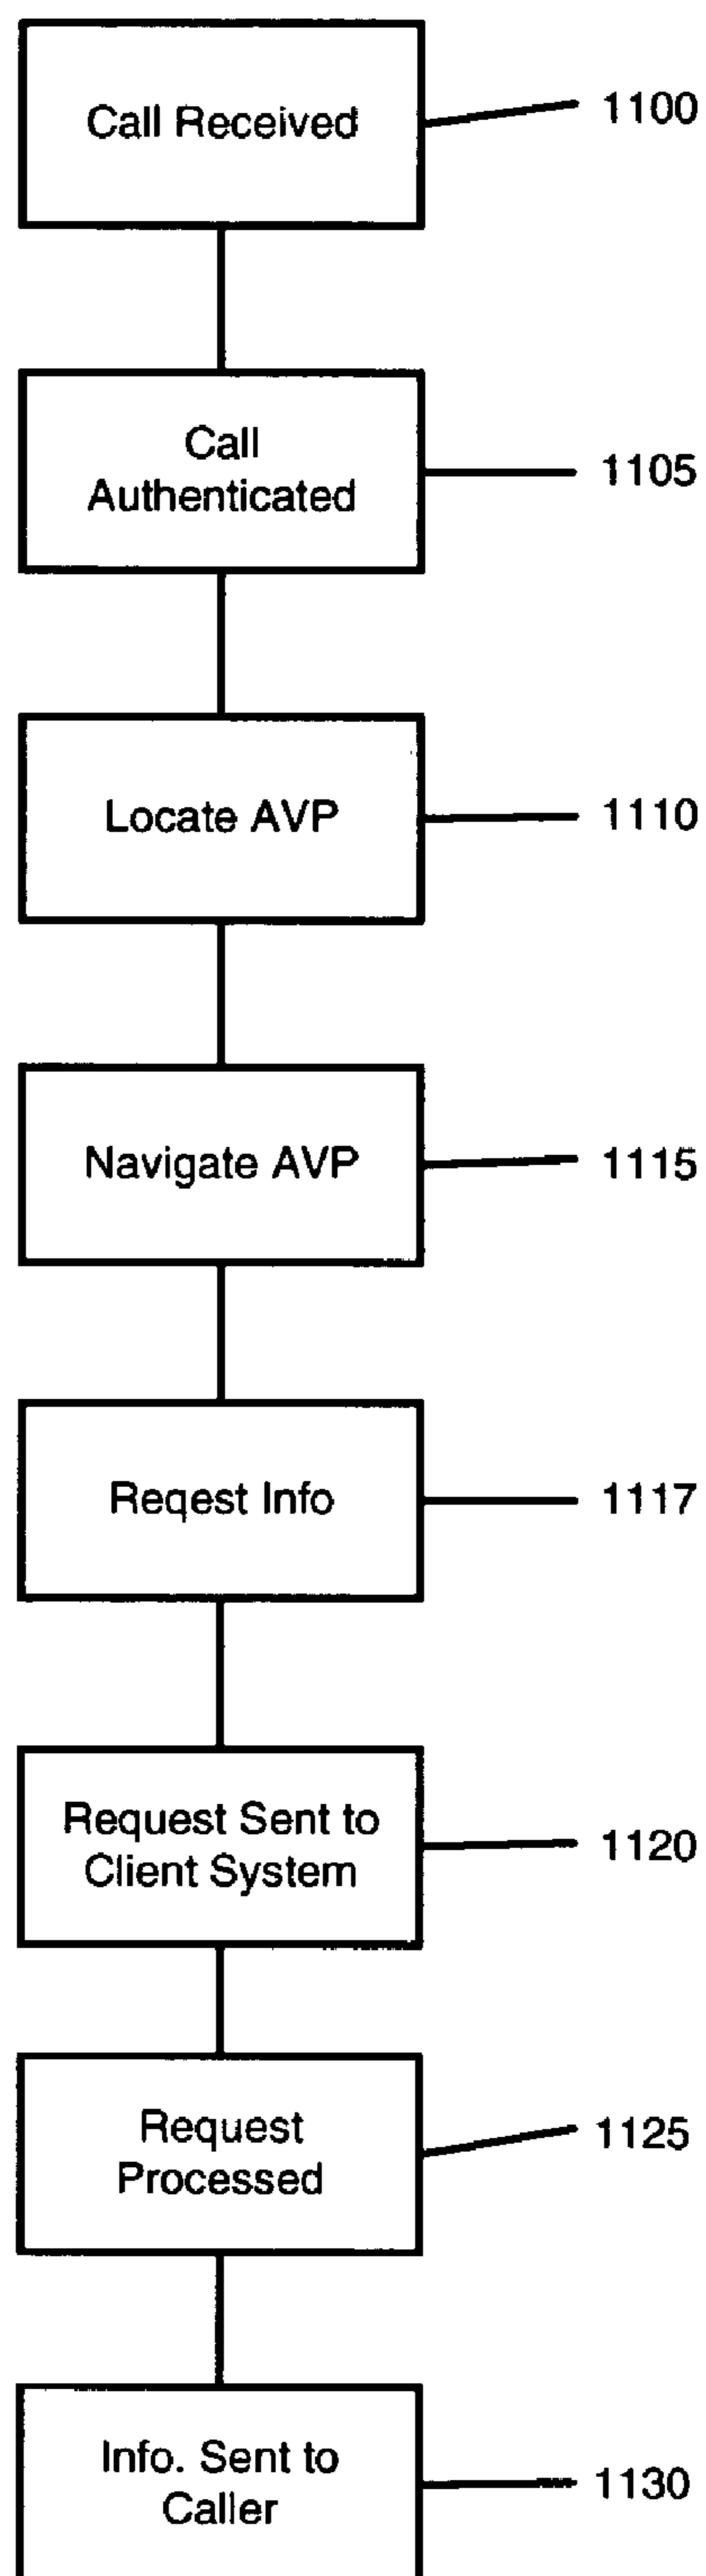 Call Received
1100
Call
Authenticated
1105
Locate AVP
1110
Navigate AVP
1115
Reqest Info
1117
Request Sent to
Client System
1120
Request
Processed
1125
Info. Sent to
Caller
1130